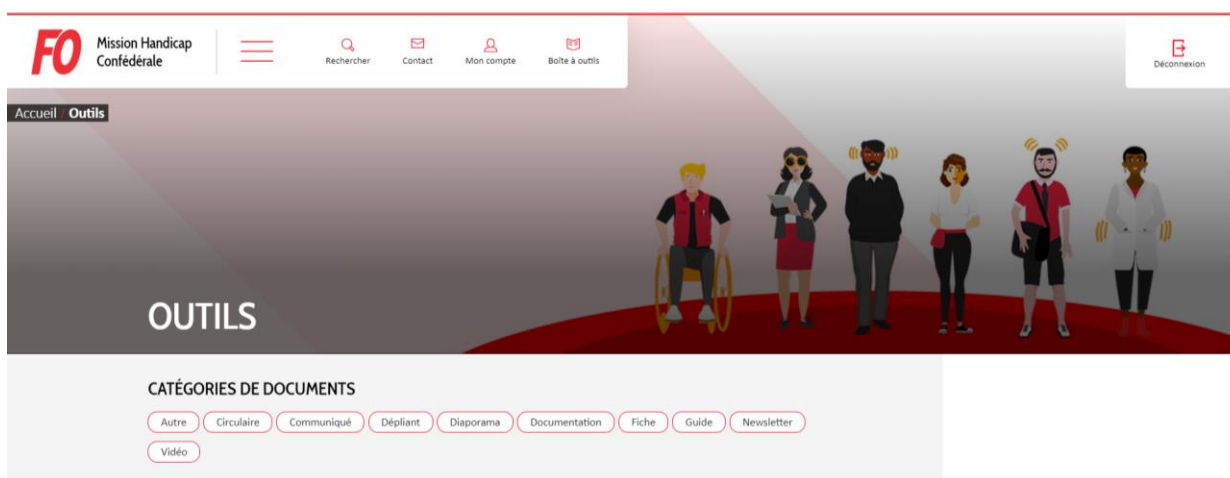 FO Mission Handicap
Confédérale
Rechercher
Contact
Mon compte
Boîte à outils
Déconnexion
Accueil / Outils
OUTILS
CATÉGORIES DE DOCUMENTS
Autre Circulaire Communiqué Dépliant Diaporama Documentation Fiche Guide Newsletter
Vidéo